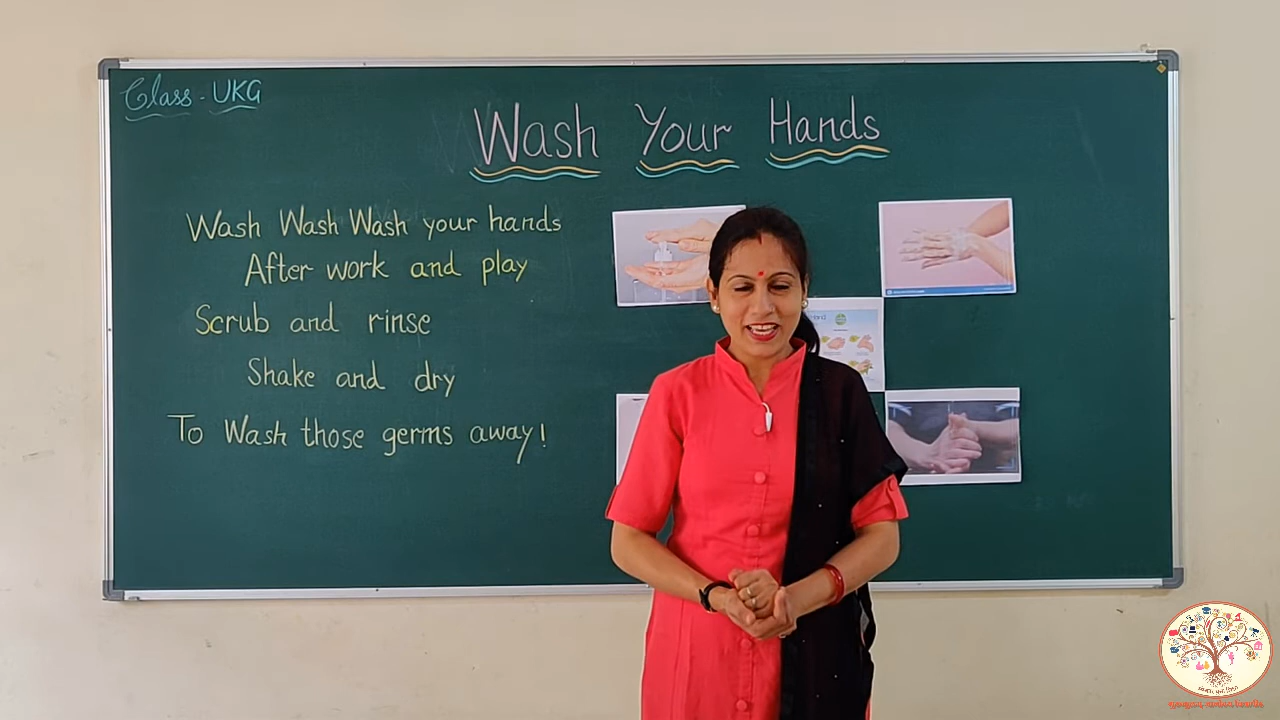 Class - UKG
Wash Your Hands
Wash Wash Wash your hands
After work and play
Scrub and rinse
Shake and dry
To Wash those germs away!